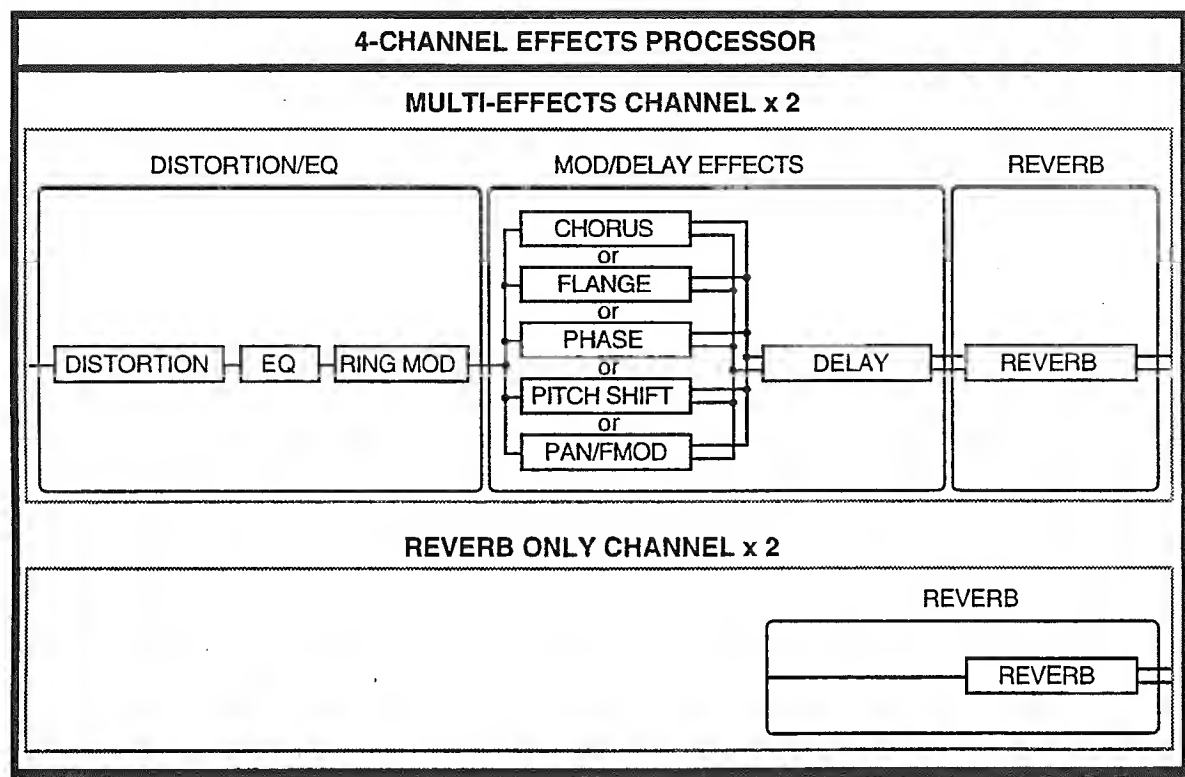 4-CHANNEL EFFECTS PROCESSOR
MULTI-EFFECTS CHANNEL x 2
DISTORTION/EQ
MOD/DELAY EFFECTS
REVERB
CHORUS
or
FLANGE
or
PHASE
or
PITCH SHIFT
or
PAN/FMOD
DISTORTION
EQ
RING MOD
DELAY
REVERB
REVERB ONLY CHANNEL x 2
REVERB
REVERB